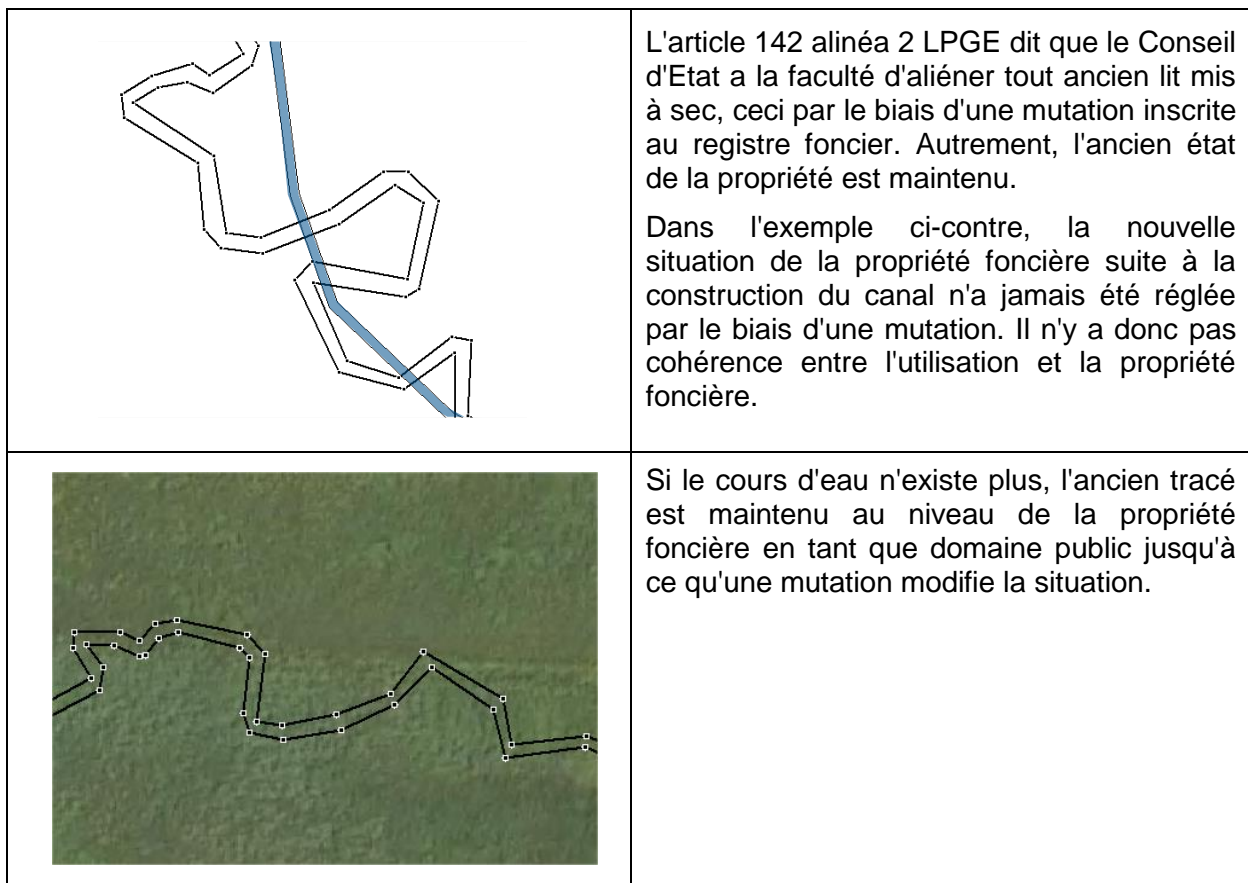 L'article 142 alinéa 2 LPGE dit que le Conseil
d'Etat a la faculté d'aliéner tout ancien lit mis
à sec, ceci par le biais d'une mutation inscrite
au registre foncier. Autrement, l'ancien état
de la propriété est maintenu.
Dans l'exemple ci-contre, la nouvelle
situation de la propriété foncière suite à la
construction du canal n'a jamais été réglée
par le biais d'une mutation. Il n'y a donc pas
cohérence entre l'utilisation et la propriété
foncière.
Si le cours d'eau n'existe plus, l'ancien tracé
est maintenu au niveau de la propriété
foncière en tant que domaine public jusqu'à
ce qu'une mutation modifie la situation.